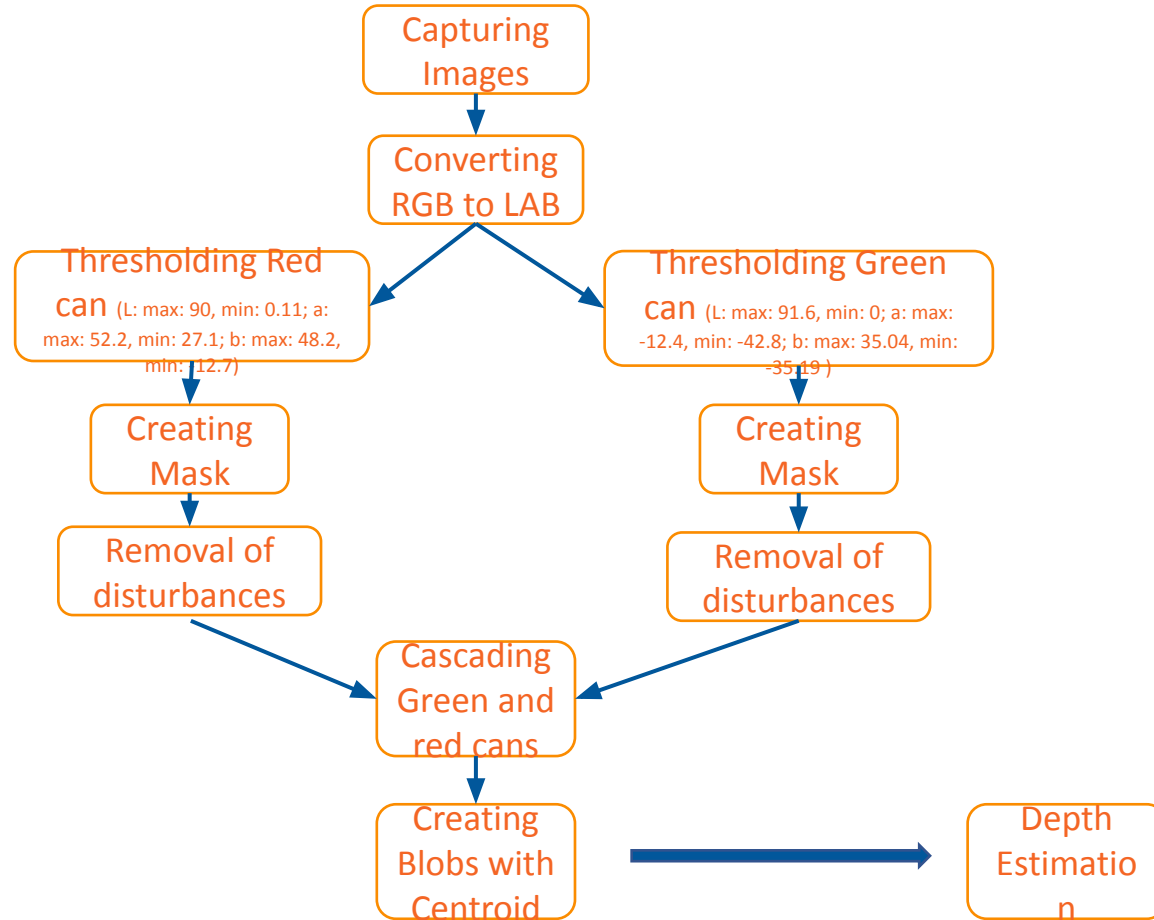 Capturing
Images
Converting
RGB to LAB
Thresholding Red
can (L: max: 90, min: 0.11; a:
max: 52.2, min: 27.1; b: max: 48.2,
min: -12.7)
Thresholding Green
can (L: max: 91.6, min: 0; a: max:
-12.4, min: -42.8; b: max: 35.04, min:
-35.19 )
Creating
Mask
Creating
Mask
Removal of
disturbances
Removal of
disturbances
Cascading
Green and
red cans
Creating
Blobs with
Centroid
Depth
Estimatio
n